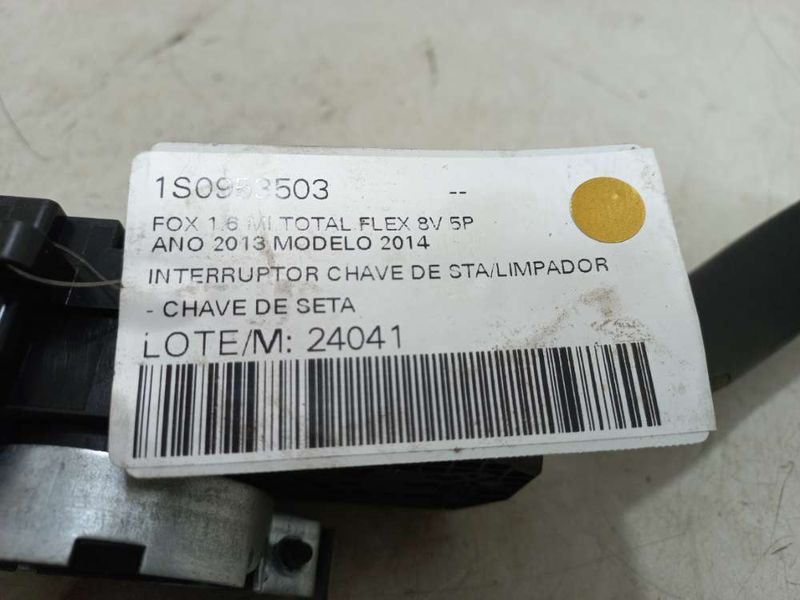 1S0953503 --
FOX 1.6 MI TOTAL FLEX 8V 5P
ANO 2013 MODELO 2014
INTERRUPTOR CHAVE DE STA/LIMPADOR
- CHAVE DE SETA
LOTE/M: 24041